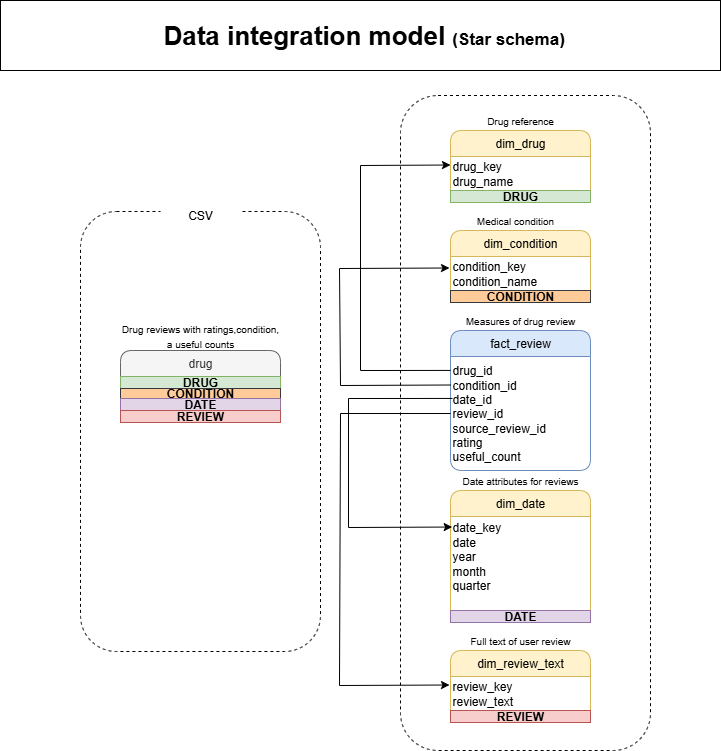 Data integration model (Star schema)
CSV
Drug reviews with ratings,condition,
a useful counts
drug
DRUG
CONDITION
DATE
REVIEW
Drug reference
dim_drug
drug_key
drug_name
DRUG
Medical condition
dim_condition
condition_key
condition_name
CONDITION
Measures of drug review
fact_review
drug_id
condition_id
date_id
review_id
source_review_id
rating
useful_count
Date attributes for reviews
dim_date
date_key
date
year
month
quarter
DATE
Full text of user review
dim_review_text
review_key
review_text
REVIEW